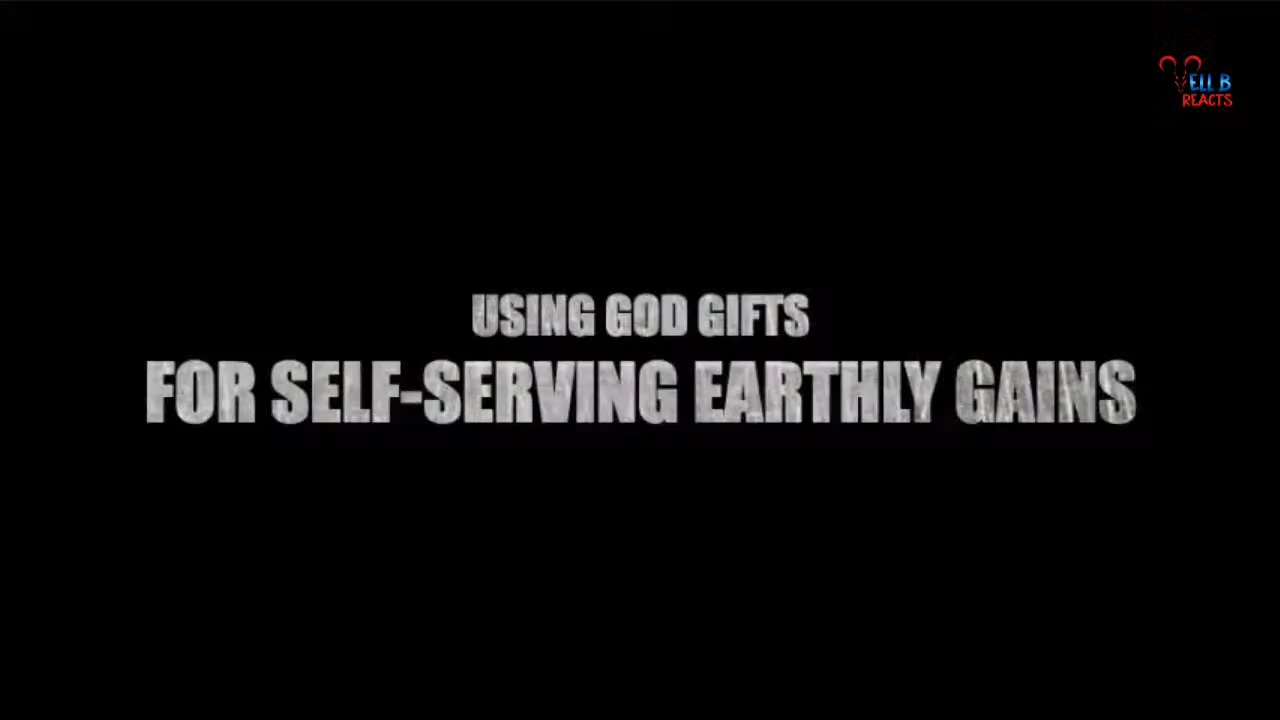 ELL B
REACTS
USING GOD GIFTS
FOR SELF-SERVING EARTHLY GAINS